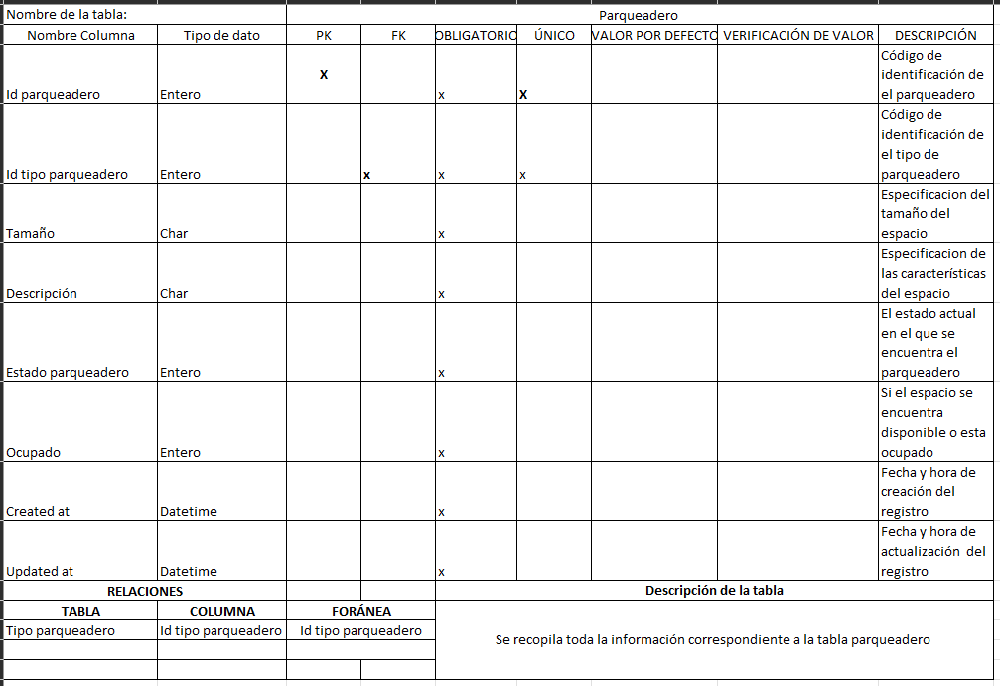 Nombre de la tabla: Parqueadero
Nombre Columna Tipo de dato PK FK OBLIGATORIO ÚNICO VALOR POR DEFECTO VERIFICACIÓN DE VALOR DESCRIPCIÓN
Id parqueadero Entero X x X Código de
identificación de
el parqueadero
Id tipo parqueadero Entero x x x Código de
identificación de
el tipo de
parqueadero
Tamaño Char x Especificacion del
tamaño del
espacio
Descripción Char x Especificacion de
las características
del espacio
Estado parqueadero Entero x El estado actual
en el que se
encuentra el
parqueadero
Ocupado Entero x Si el espacio se
encuentra
disponible o esta
ocupado
Created at Datetime x Fecha y hora de
creación del
registro
Updated at Datetime x Fecha y hora de
actualización del
registro
RELACIONES Descripción de la tabla
TABLA COLUMNA FORÁNEA
Tipo parqueadero Id tipo parqueadero Id tipo parqueadero
Se recopila toda la información correspondiente a la tabla parqueadero